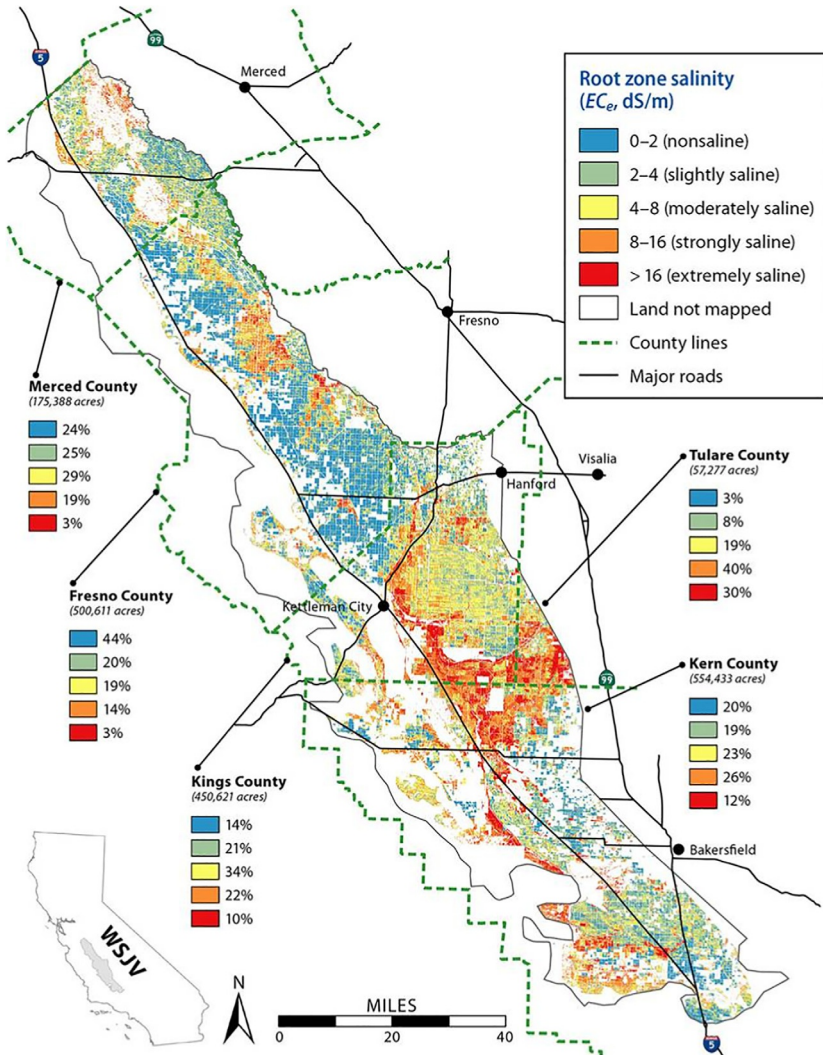 5
99
Merced
Root zone salinity
(ECe, dS/m)
0–2 (nonsaline)
2–4 (slightly saline)
4–8 (moderately saline)
8–16 (strongly saline)
> 16 (extremely saline)
Land not mapped
County lines
Major roads
Fresno
Merced County
(175,388 acres)
24%
25%
29%
19%
3%
Visalia
Hanford
Tulare County
(57,277 acres)
3%
8%
19%
40%
30%
Fresno County
(500,611 acres)
44%
20%
19%
14%
3%
Kettleman City
Kern County
(554,433 acres)
20%
19%
23%
26%
12%
99
Kings County
(450,621 acres)
14%
21%
34%
22%
10%
Bakersfield
WSJV
N
MILES
0
20
40
5